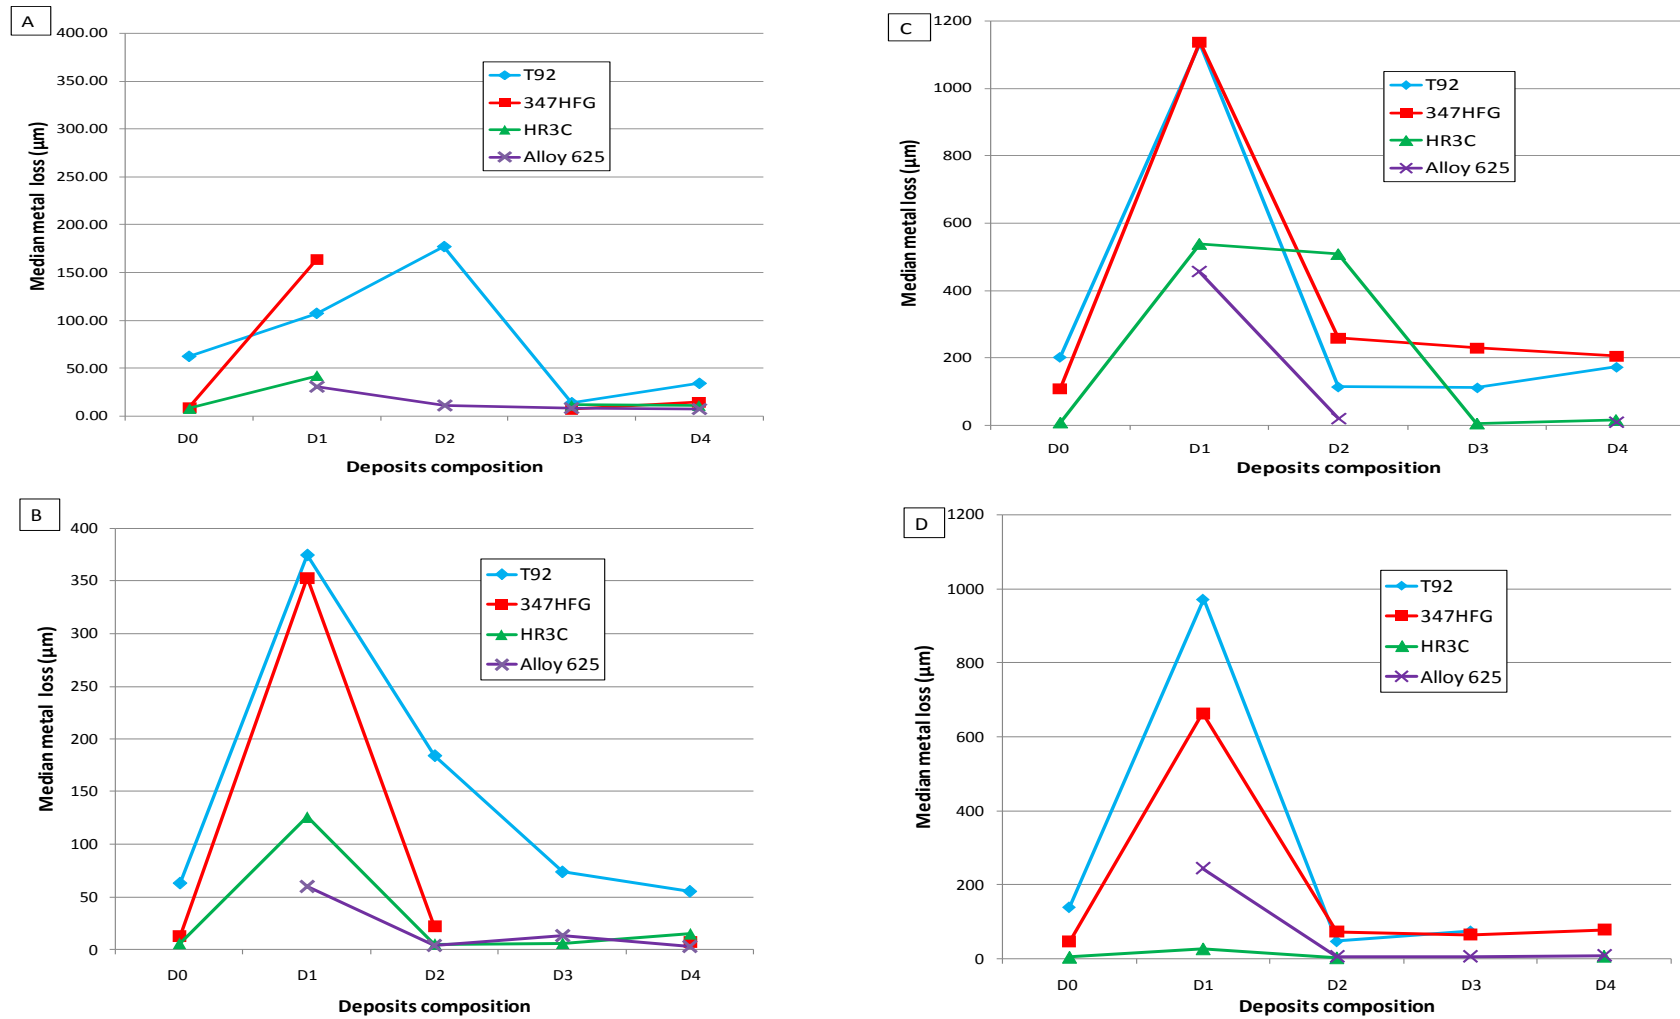 A
400.00
350.00
300.00
250.00
200.00
150.00
100.00
50.00
0.00
Median metal loss (µm)
T92
347HFG
HR3C
Alloy 625
D0 D1 D2 D3 D4
Deposits composition
C
1200
1000
800
600
400
200
0
Median metal loss (µm)
T92
347HFG
HR3C
Alloy 625
D0 D1 D2 D3 D4
Deposits composition
B
400
350
300
250
200
150
100
50
0
Median metal loss (µm)
T92
347HFG
HR3C
Alloy 625
D0 D1 D2 D3 D4
Deposits composition
D
1200
1000
800
600
400
200
0
Median metal loss (µm)
T92
347HFG
HR3C
Alloy 625
D0 D1 D2 D3 D4
Deposits composition